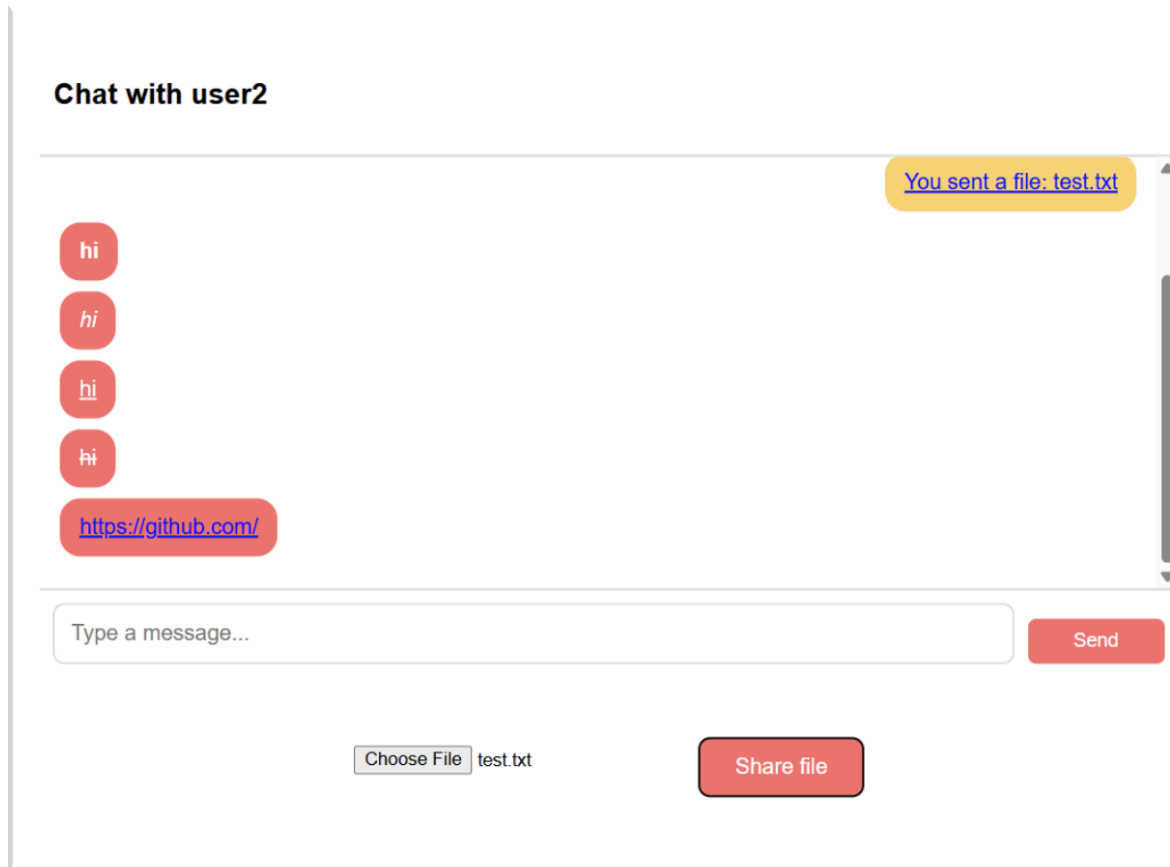 Chat with user2
You sent a file: test.txt
hi
hi
hi
hi
https://github.com/
Type a message...
Send
Choose File test.txt
Share file